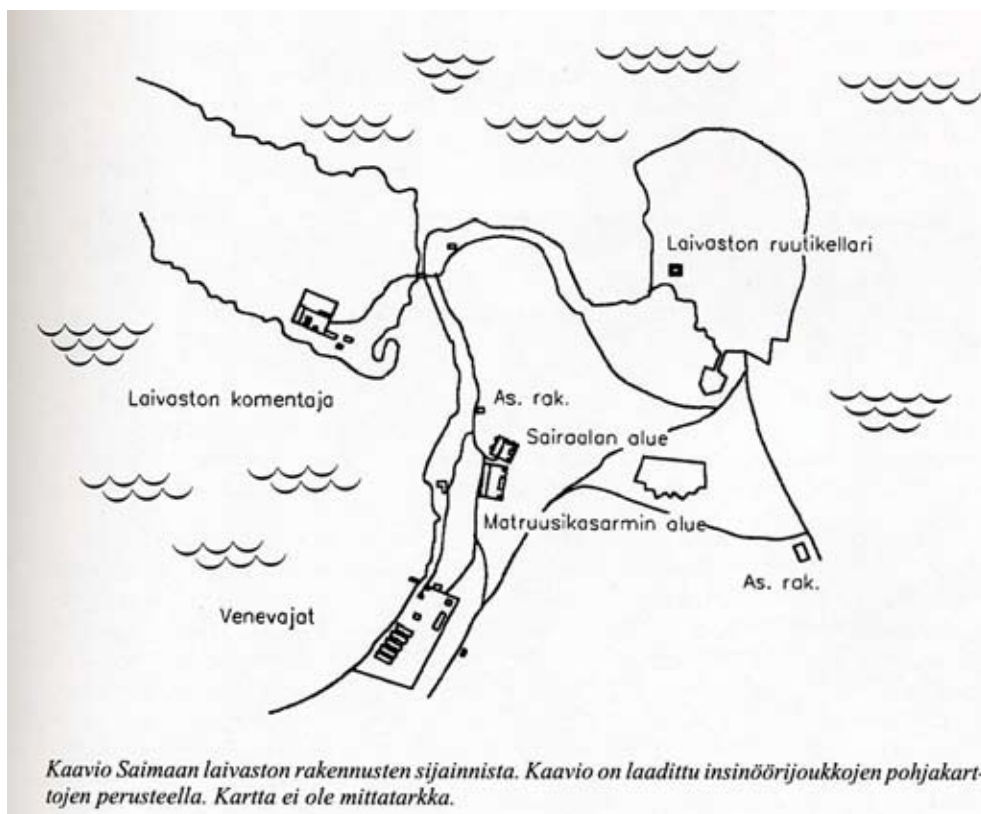 Laivaston ruutikellari
Laivaston komentaja
As. rak.
Sairaalan alue
Matruusikasarmin alue
As. rak.
Venevajat
Kaavio Saimaan laivaston rakennusten sijainnista. Kaavio on laadittu insinöörijoukkojen pohjakart-
tojen perusteella. Kartta ei ole mittatarkka.